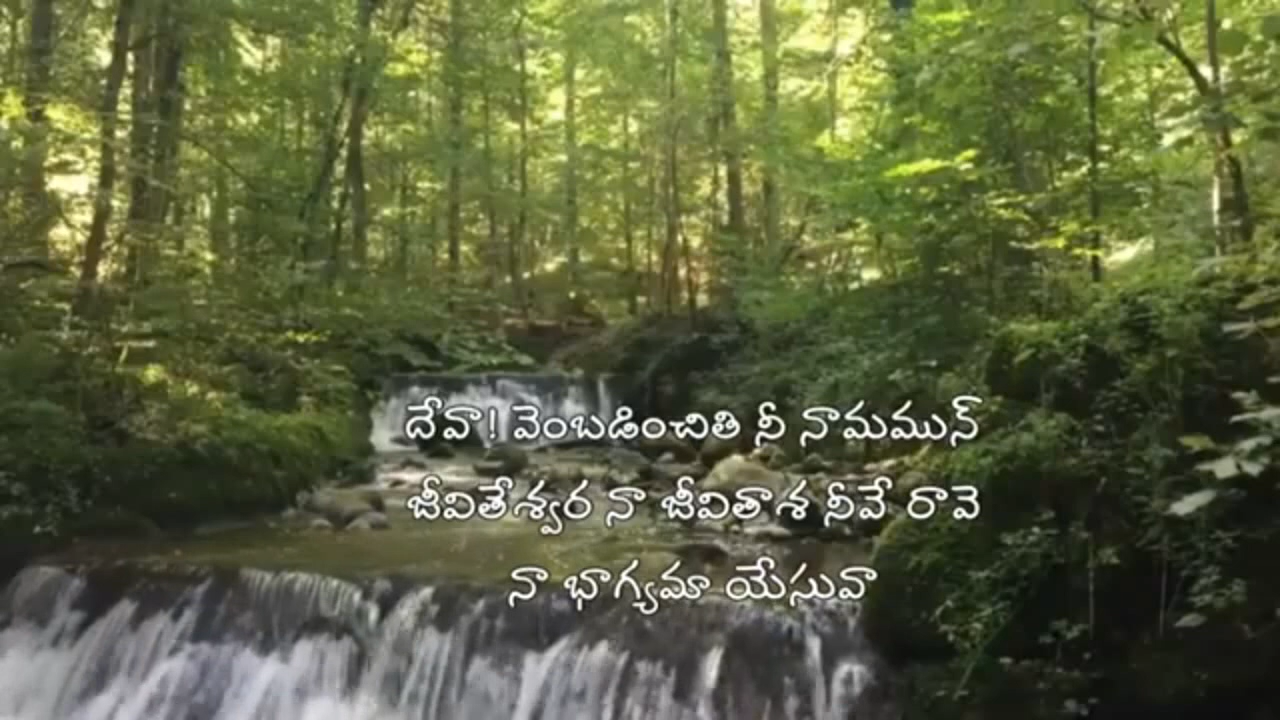 దేవా! వెంబడించితి నీ నామమున్
జీవితేశ్వర నా జీవితాశ నీవే రావె
నా భాగ్యమా యేసువా